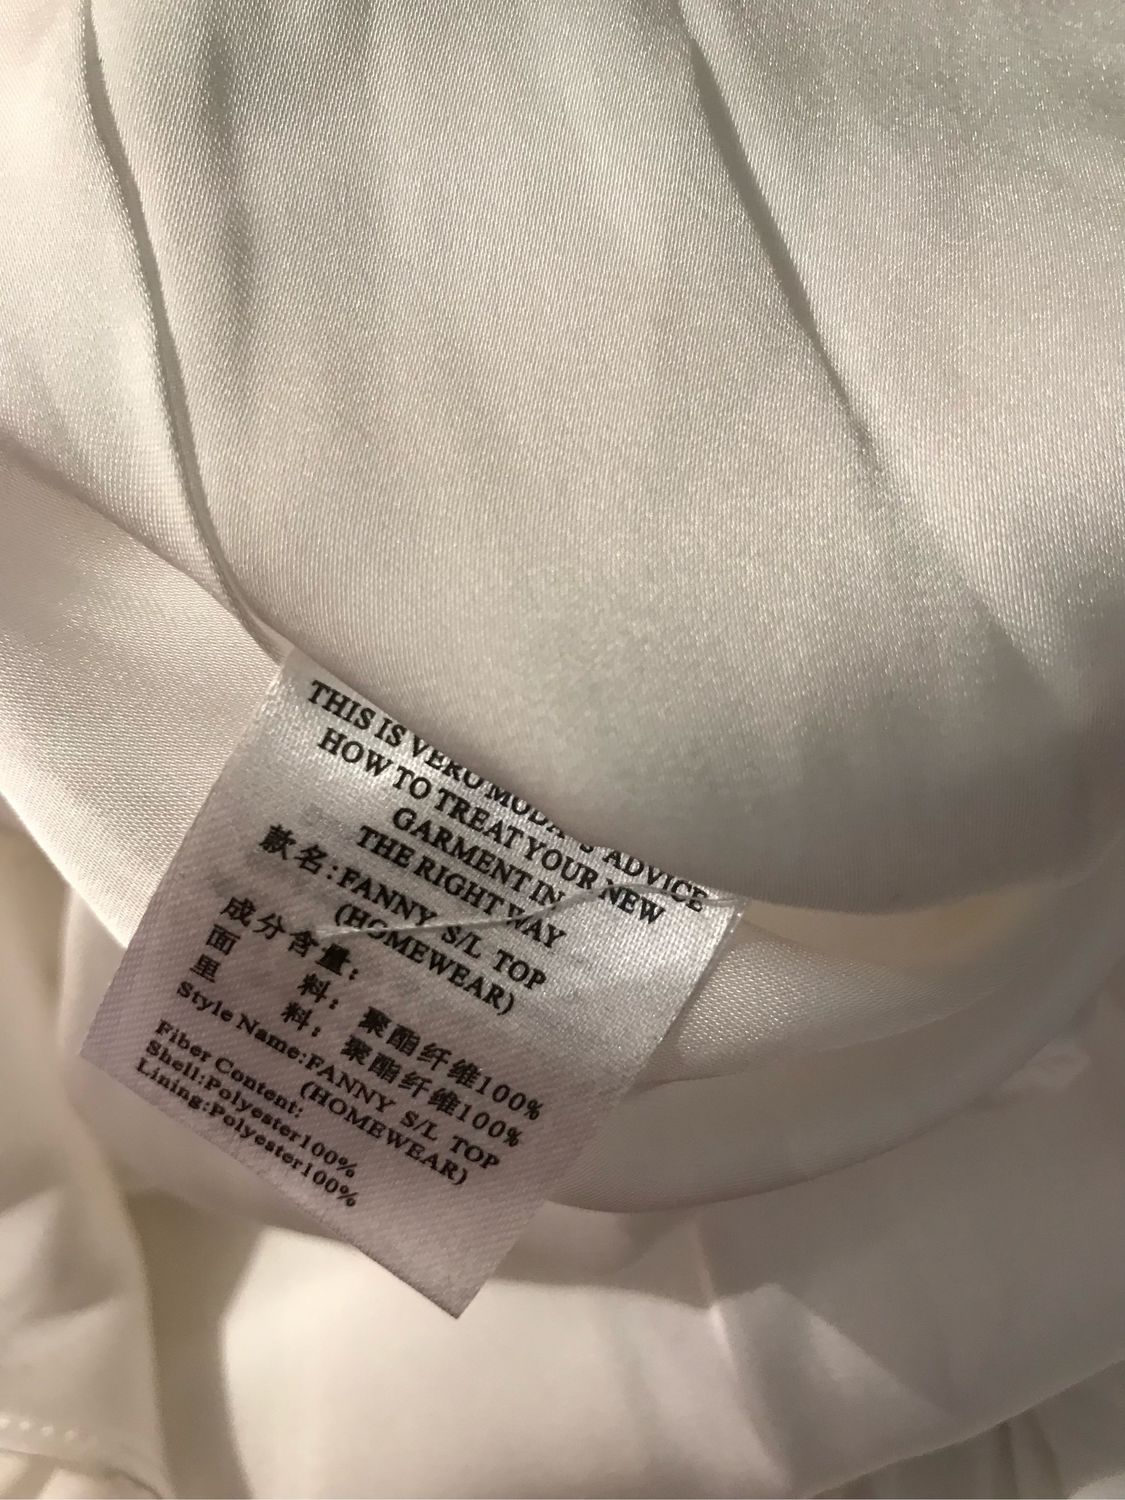 THIS IS VERO MODA'S ADVICE
HOW TO TREAT YOUR NEW
GARMENT IN
THE RIGHT WAY
款名:FANNY S/L TOP
(HOMEWEAR)
成分含量:
面 料: 聚酯纤维100%
里 料: 聚酯纤维100%
Style Name:FANNY S/L TOP
(HOMEWEAR)
Fiber Content:
Shell:Polyester100%
Lining:Polyester100%